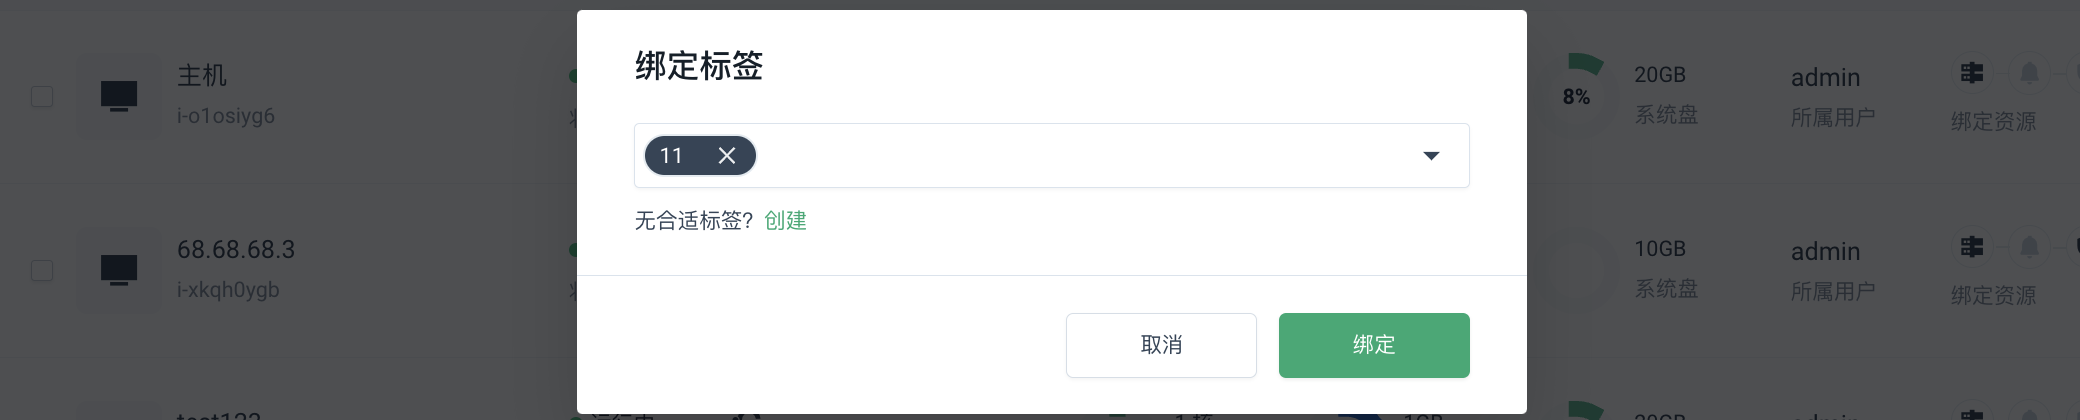 绑定标签
11
无合适标签? 创建
取消
绑定
主机
i-o1osiyg6
8%
20GB
系统盘
admin
所属用户
绑定资源
68.68.68.3
i-xkqh0ygb
10GB
系统盘
admin
所属用户
绑定资源